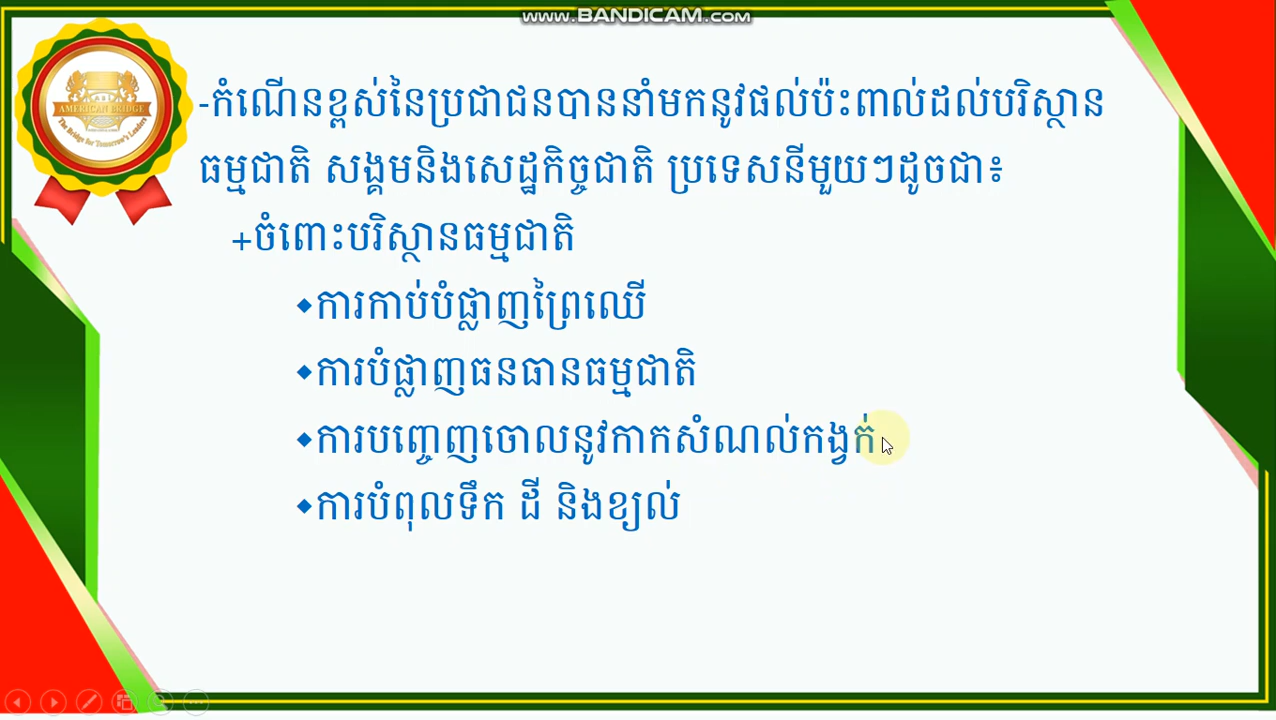 www.BANDICAM.com
-កំណើនខ្ពស់នៃប្រជាជនបាននាំមកនូវផល់ប៉ះពាល់ដល់បរិស្ថាន
ធម្មជាតិ សង្គមនិងសេដ្ឋកិច្ចជាតិ ប្រទេសនីមួយៗដូចជា៖
+ចំពោះបរិស្ថានធម្មជាតិ
◆ការកាប់បំផ្លាញព្រៃឈើ
◆ការបំផ្លាញធនធានធម្មជាតិ
◆ការបញ្ចេញចោលនូវកាកសំណល់កង្វក់
◆ការបំពុលទឹក ដី និងខ្យល់
AMERICAN BRIDGE
The Bridge for Tomorrow's Leaders